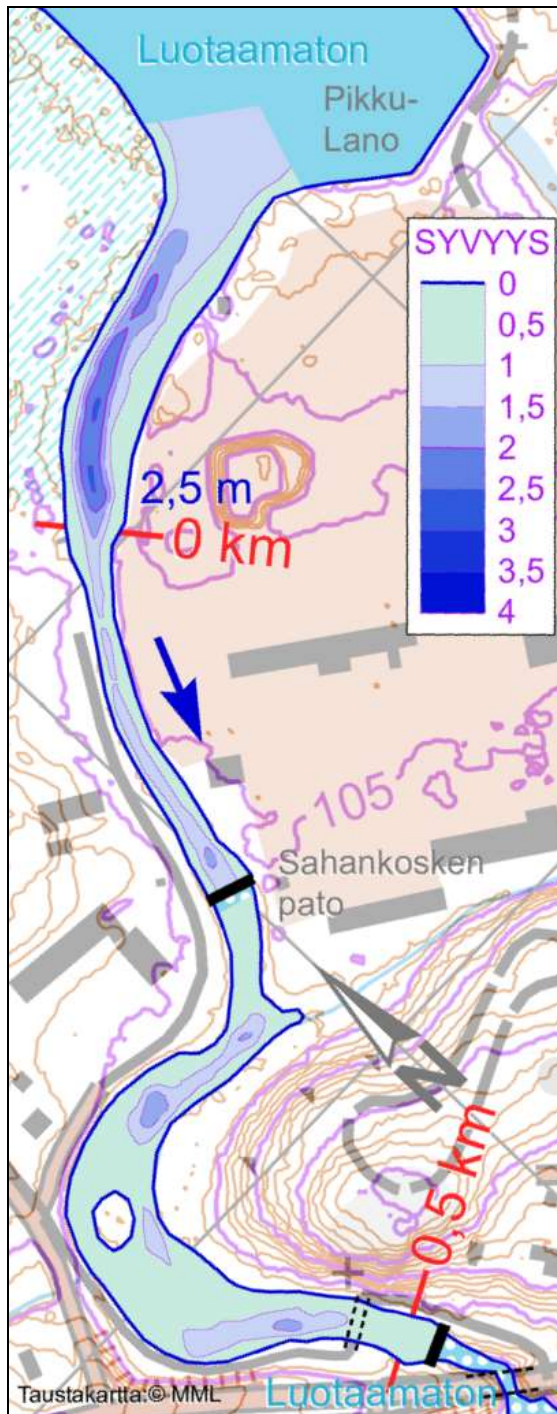 Luotaamaton
Pikku-
Lano
SYVYYS
0
0,5
1
1,5
2
2,5
3
3,5
4
2,5 m
0 km
105
Sahankosken
pato
N
0,5 km
Taustakartta:© MML
Luotaamaton